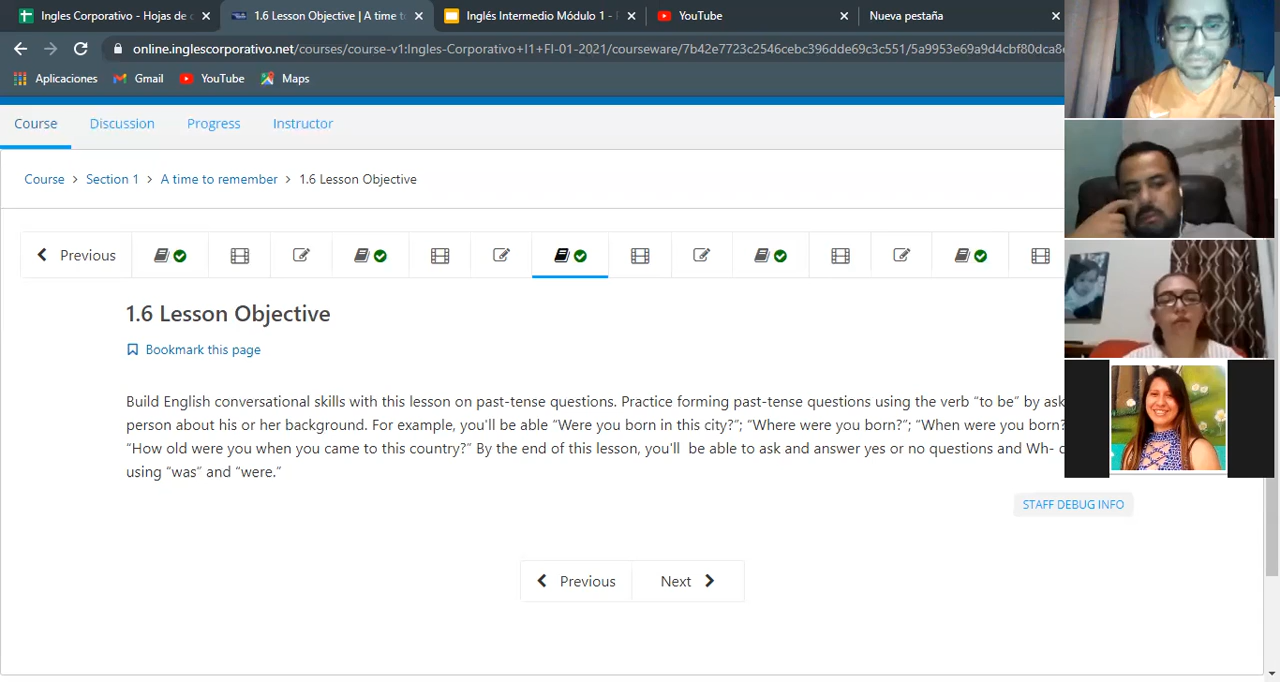 Ingles Corporativo - Hojas de c
1.6 Lesson Objective | A time t
Inglés Intermedio Módulo 1 -
YouTube
Nueva pestaña
online.inglescorporativo.net/courses/course-v1:Ingles-Corporativo+I1+FI-01-2021/courseware/7b42e7723c2546cebc396dde69c3c551/5a9953e69a9d4cbf80dca8
Aplicaciones
Gmail
YouTube
Maps
Course
Discussion
Progress
Instructor
Course > Section 1 > A time to remember > 1.6 Lesson Objective
Previous
1.6 Lesson Objective
Bookmark this page
Build English conversational skills with this lesson past-tense questions. Practice forming past-tense questions using the verb “to be” by ask
person about his or her background. For example, you'll be able “Were you born in this city?”; “Where were you born?”; “When were you born?
“How old were you when you came to this country?” By the end of this lesson, you'll be able to ask and answer yes or no questions and Wh-
using “was” and “were.”
STAFF DEBUG INFO
Previous
Next